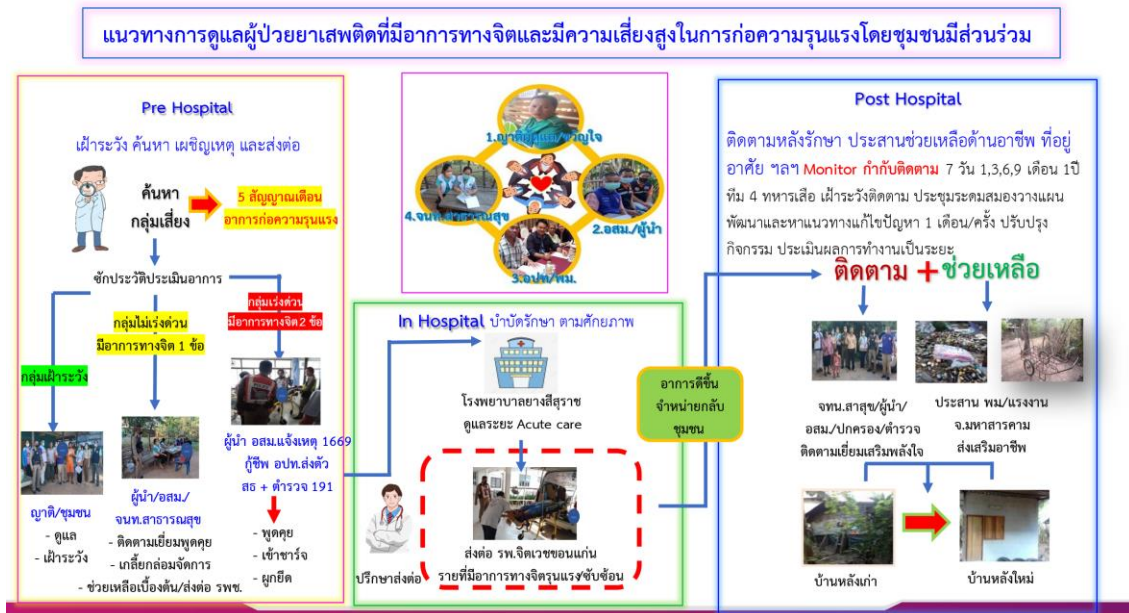 แนวทางการดูแลผู้ป่วยยาเสพติดที่มีอาการทางจิตและมีความเสี่ยงสูงในการก่อความรุนแรงโดยชุมชนมีส่วนร่วม
Pre Hospital
เฝ้าระวัง ค้นหา เผชิญเหตุ และส่งต่อ
ค้นหา
กลุ่มเสี่ยง
5 สัญญาณเตือน
อาการก่อความรุนแรง
ซักประวัติประเมินอาการ
กลุ่มเฝ้าระวัง
กลุ่มไม่เร่งด่วน
มีอาการทางจิต 1 ข้อ
กลุ่มเร่งด่วน
มีอาการทางจิต2 ข้อ
ญาติ/ชุมชน
- ดูแล
- เฝ้าระวัง
ผู้นำ/อสม./
จนท.สาธารณสุข
- ติดตามเยี่ยมพูดคุย
- เกลี้ยกล่อมจัดการ
- ช่วยเหลือเบื้องต้น/ส่งต่อ รพช.
ผู้นำ อสม.แจ้งเหตุ 1669
กู้ชีพ อปท.ส่งตัว
สธ + ตำรวจ 191
- พูดคุย
- เข้าชาร์จ
- ผูกยึด
1.ญาติผู้ดูแล/ขวัญใจ
2.อสม./ผู้นำ
3.อปท/พม.
4.จนท.สาธารณสุข
In Hospital บำบัดรักษา ตามศักยภาพ
โรงพยาบาลยางสีสุราช
ดูแลระยะ Acute care
ปรึกษาส่งต่อ
ส่งต่อ รพ.จิตเวชขอนแก่น
รายที่มีอาการทางจิตรุนแรง/ซับซ้อน
อาการดีขึ้น
จำหน่ายกลับ
ชุมชน
Post Hospital
ติดตามหลังรักษา ประสานช่วยเหลือด้านอาชีพ ที่อยู่
อาศัย ฯลฯ Monitor กำกับติดตาม 7 วัน 1,3,6,9 เดือน 1ปี
ทีม 4 ทหารเสือ เฝ้าระวังติดตาม ประชุมระดมสมองวางแผน
พัฒนาและหาแนวทางแก้ไขปัญหา 1 เดือน/ครั้ง ปรับปรุง
กิจกรรม ประเมินผลการทำงานเป็นระยะ
ติดตาม + ช่วยเหลือ
จทน.สาสุข/ผู้นำ/
อสม./ปกครอง/ตำรวจ
ติดตามเยี่ยมเสริมพลังใจ
ประสาน พม/แรงงาน
จ.มหาสารคาม
ส่งเสริมอาชีพ
บ้านหลังเก่า
บ้านหลังใหม่